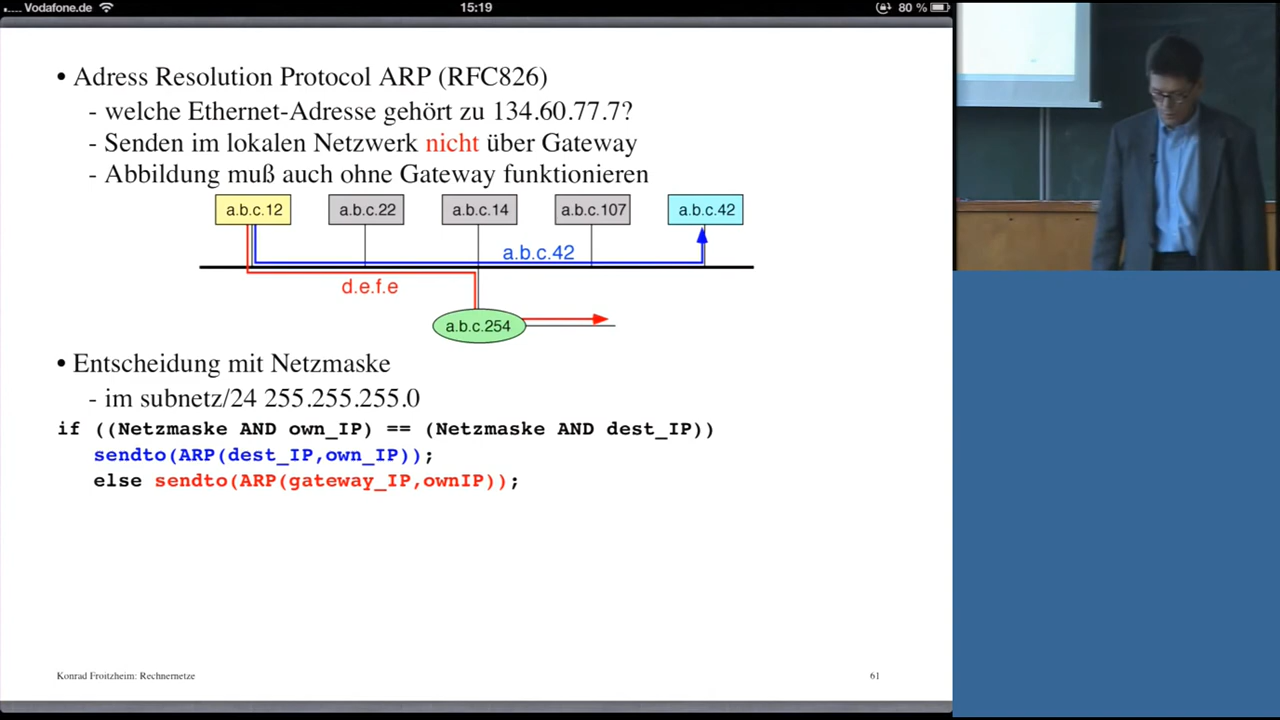 Vodafone.de 15:19 80 %
• Adress Resolution Protocol ARP (RFC826)
- welche Ethernet-Adresse gehört zu 134.60.77.7?
- Senden im lokalen Netzwerk nicht über Gateway
- Abbildung muß auch ohne Gateway funktionieren
a.b.c.12 a.b.c.22 a.b.c.14 a.b.c.107 a.b.c.42
a.b.c.42
d.e.f.e
a.b.c.254
• Entscheidung mit Netzmaske
- im subnetz/24 255.255.255.0
if ((Netzmaske AND own_IP) == (Netzmaske AND dest_IP))
sendto(ARP(dest_IP,own_IP));
else sendto(ARP(gateway_IP,ownIP));
Konrad Froitzheim: Rechnernetze 61